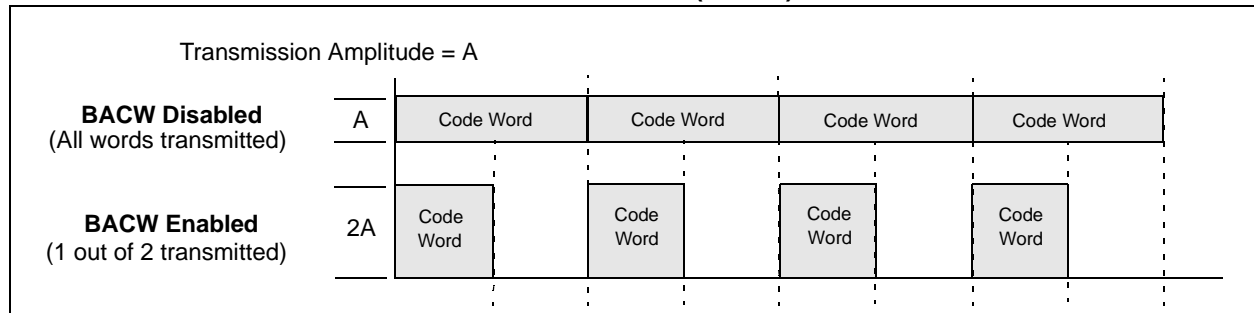 Transmission Amplitude = A
BACW Disabled
(All words transmitted)
A
Code Word
Code Word
Code Word
Code Word
BACW Enabled
(1 out of 2 transmitted)
2A
Code
Word
Code
Word
Code
Word
Code
Word